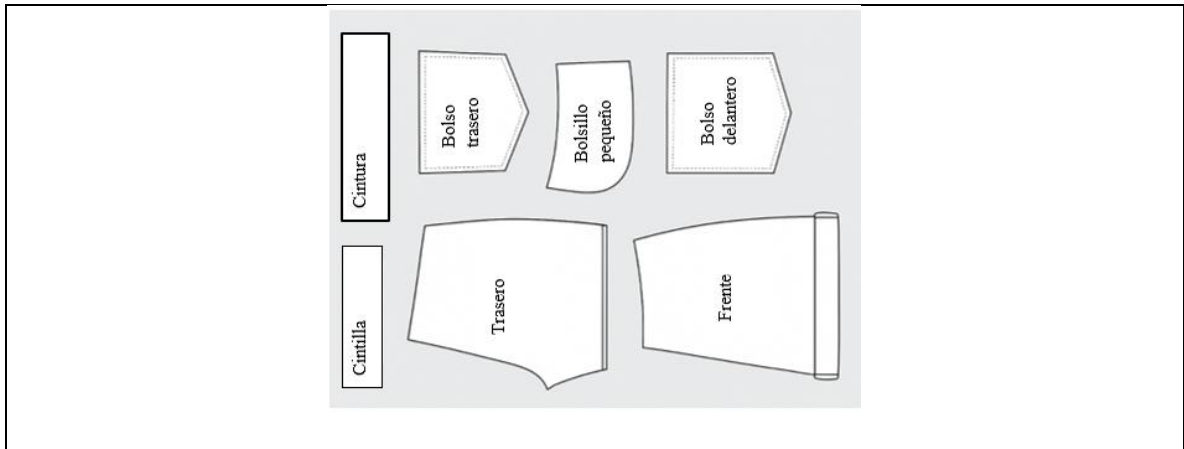 Cintura
Bolso
trasero
Bolsillo
pequeño
Bolso
delantero
Cintilla
Trasero
Frente